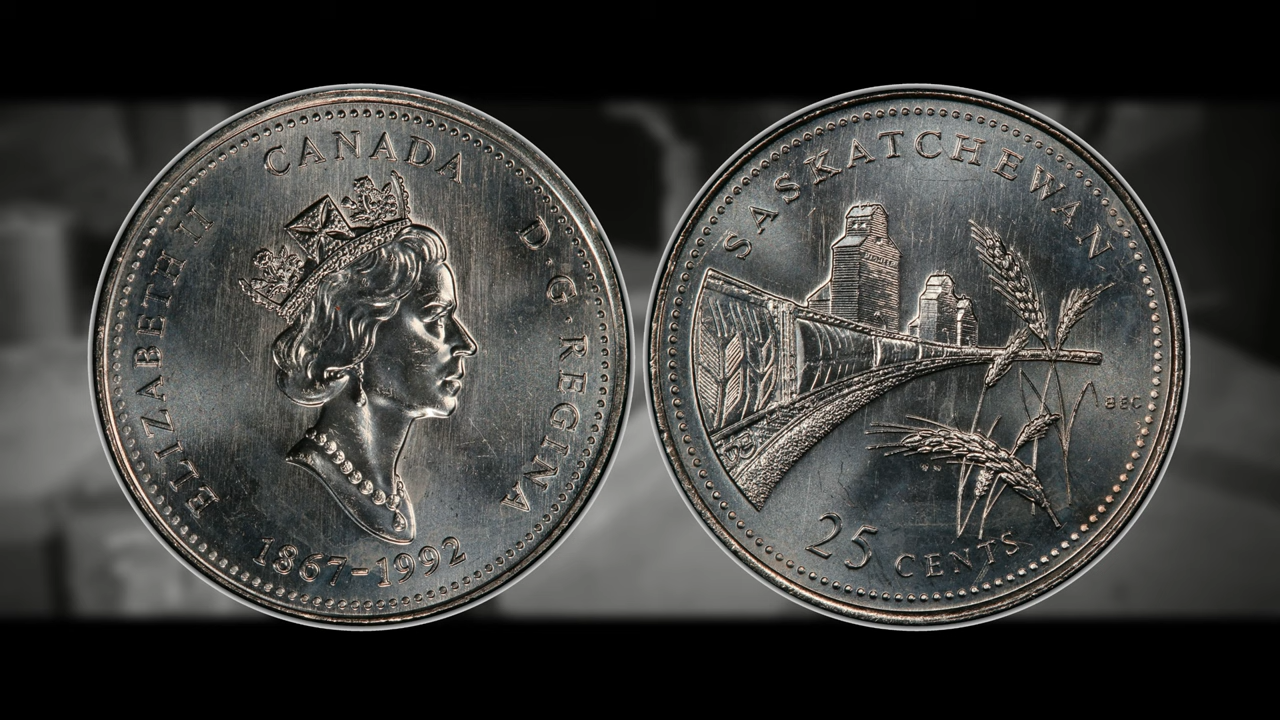 CANADA
ELIZABETH II
D·G·REGINA
1867-1992
SASKATCHEWAN
25 CENTS